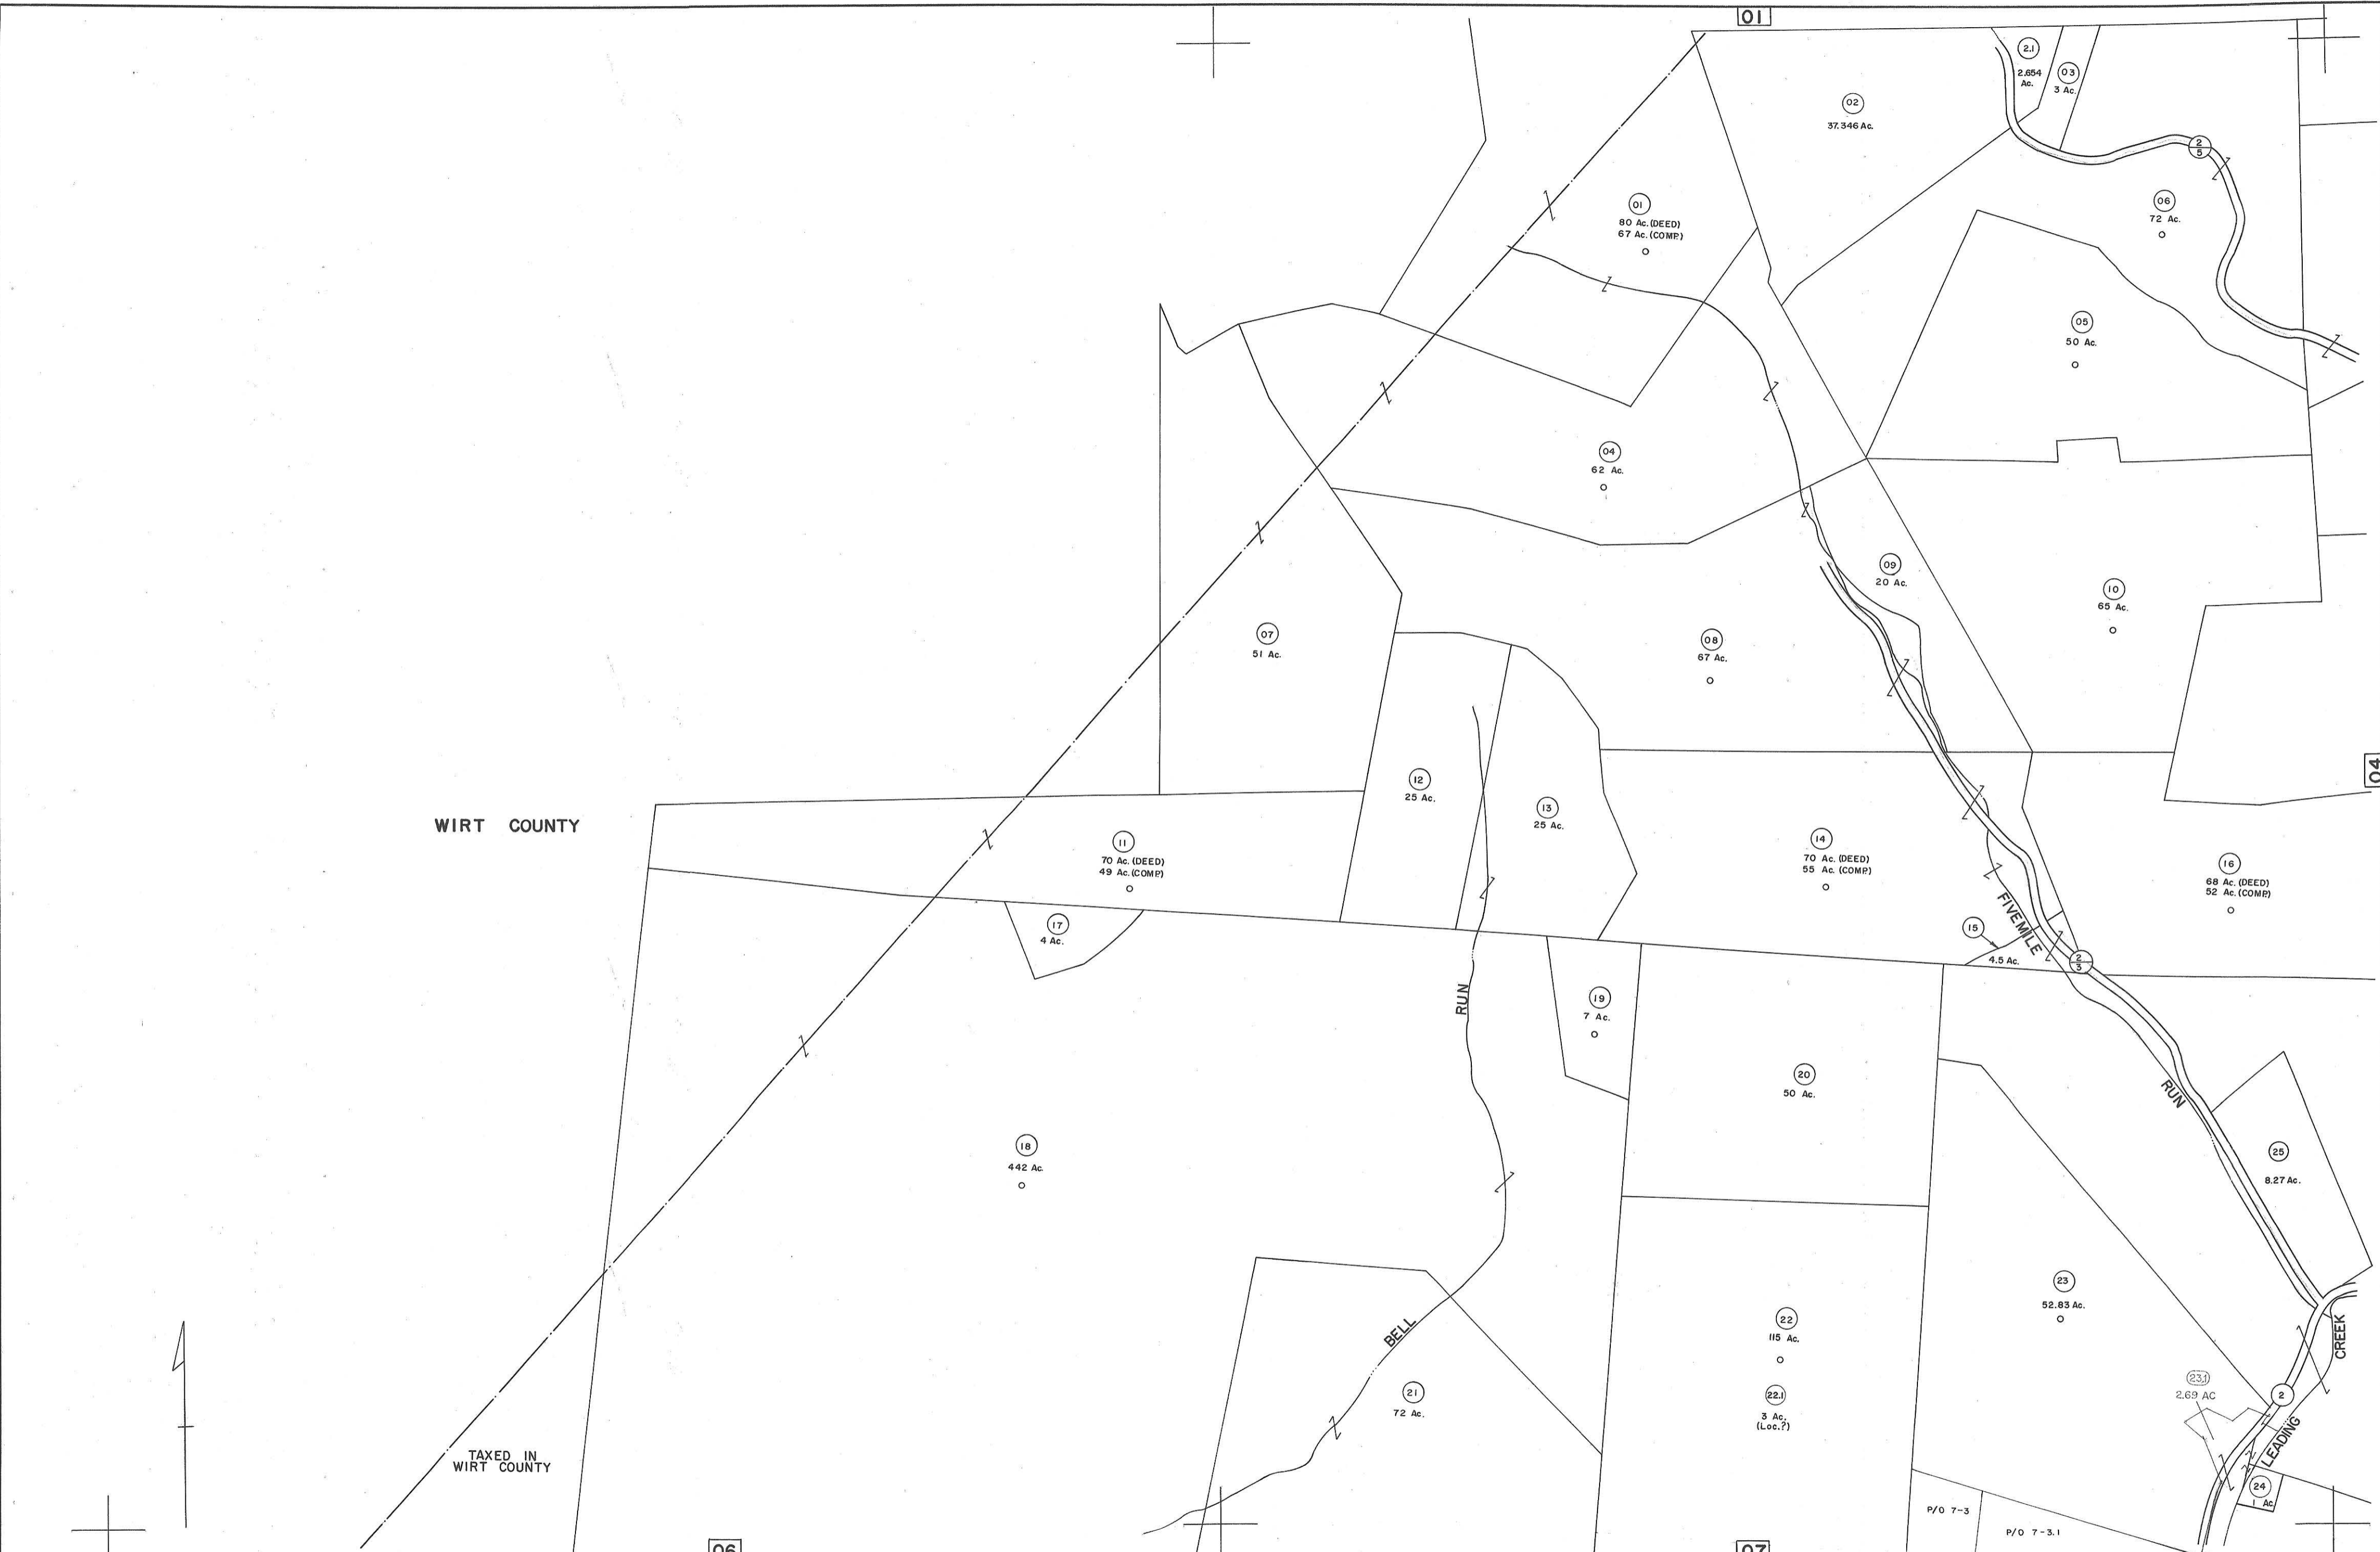 01
2.1
2.654
Ac.
03
3 Ac.
02
37.346 Ac.
2
5
01
80 Ac. (DEED)
67 Ac. (COMP.)
06
72 Ac.
05
50 Ac.
04
62 Ac.
09
20 Ac.
10
65 Ac.
07
51 Ac.
08
67 Ac.
04
12
25 Ac.
13
25 Ac.
WIRT COUNTY
11
70 Ac. (DEED)
49 Ac. (COMP.)
14
70 Ac. (DEED)
55 Ac. (COMP.)
16
68 Ac. (DEED)
52 Ac. (COMP.)
17
4 Ac.
15
4.5 Ac.
FIVEMILE
2
3
RUN
19
7 Ac.
20
50 Ac.
RUN
18
442 Ac.
25
8.27 Ac.
23
52.83 Ac.
22
115 Ac.
22.1
3 Ac.
(Loc.?)
BELL
CREEK
21
72 Ac.
23.1
2.69 AC
2
LEADING
TAXED IN
WIRT COUNTY
24
1 Ac.
P/O 7-3
P/O 7-3.1
06
07